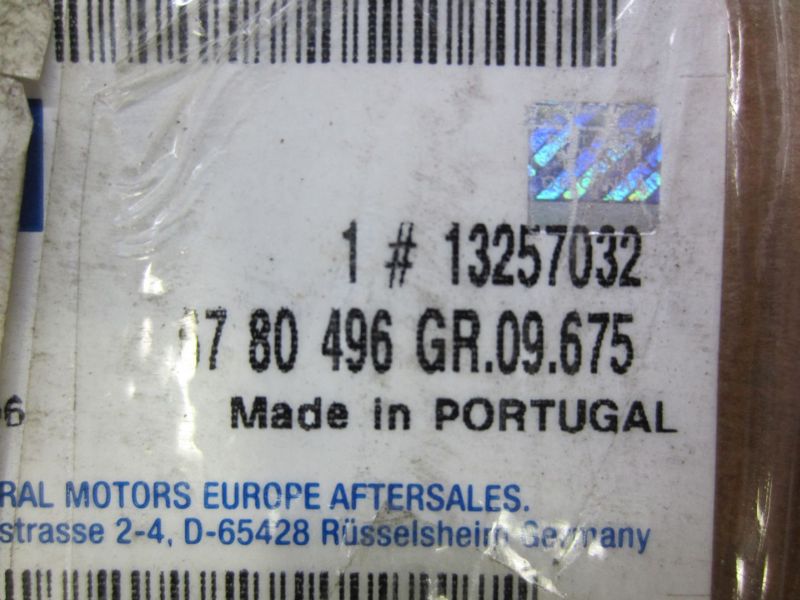 1 # 13257032
80 496 GR.09.675
Made in PORTUGAL
RAL MOTORS EUROPE AFTERSALES.
strasse 2-4, D-65428 Rüsselsheim Germany